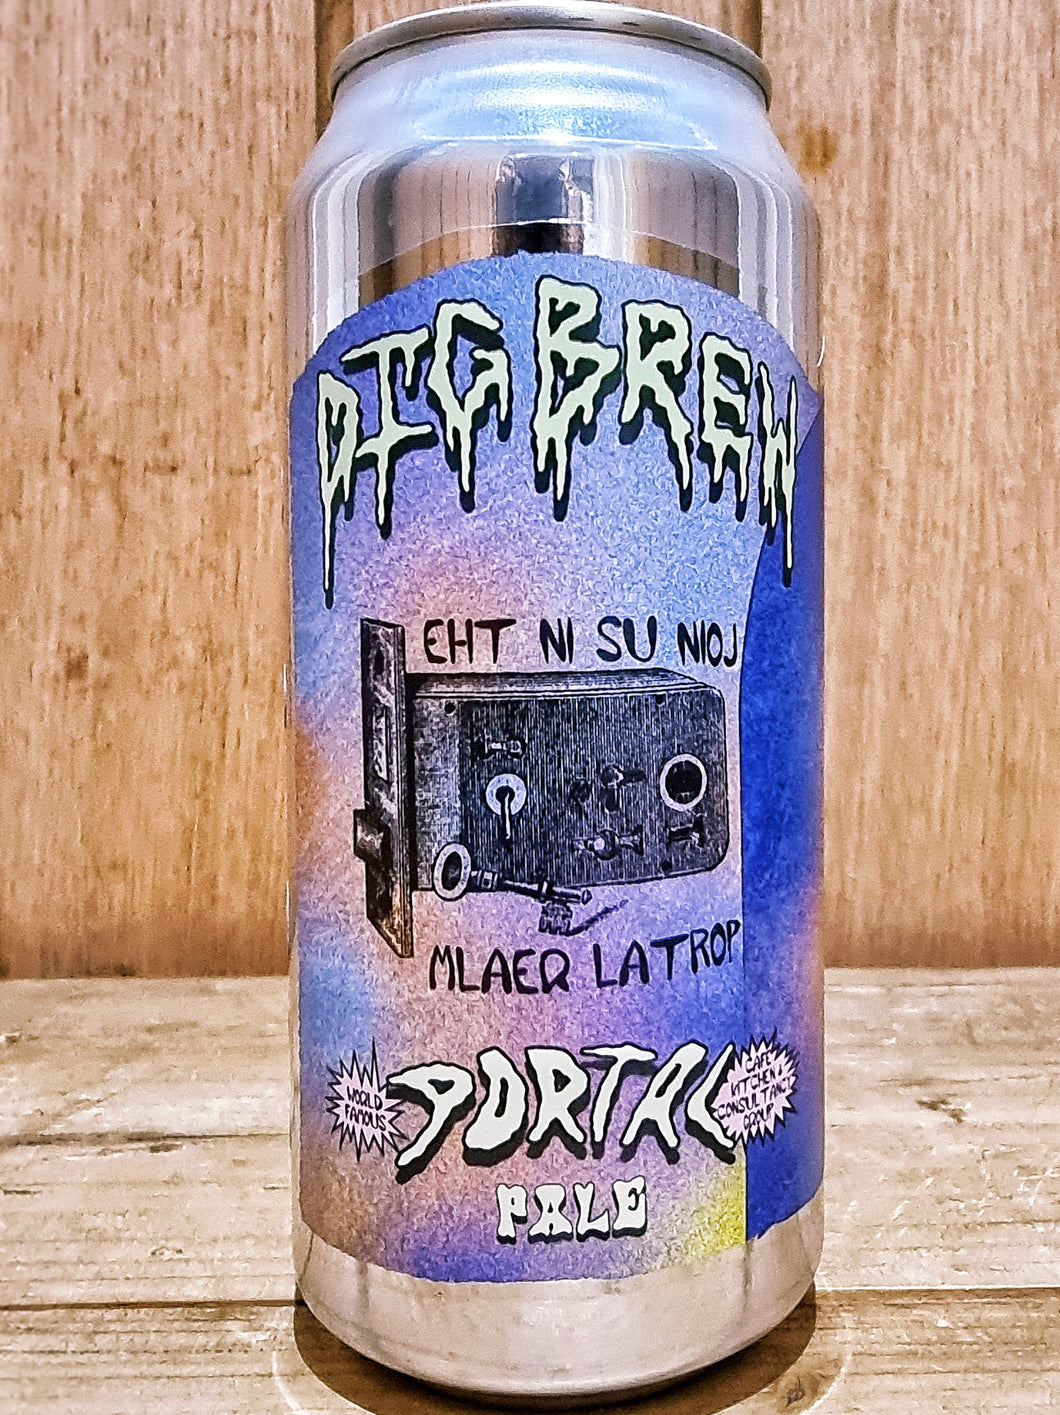 DIG BREW
EHT NI SU NIOJ
MLAER LATROP
WORLD
FAMOUS
PORTAL
CAFE
KITCHEN &
CONSULTANCY
GROUP
PALE